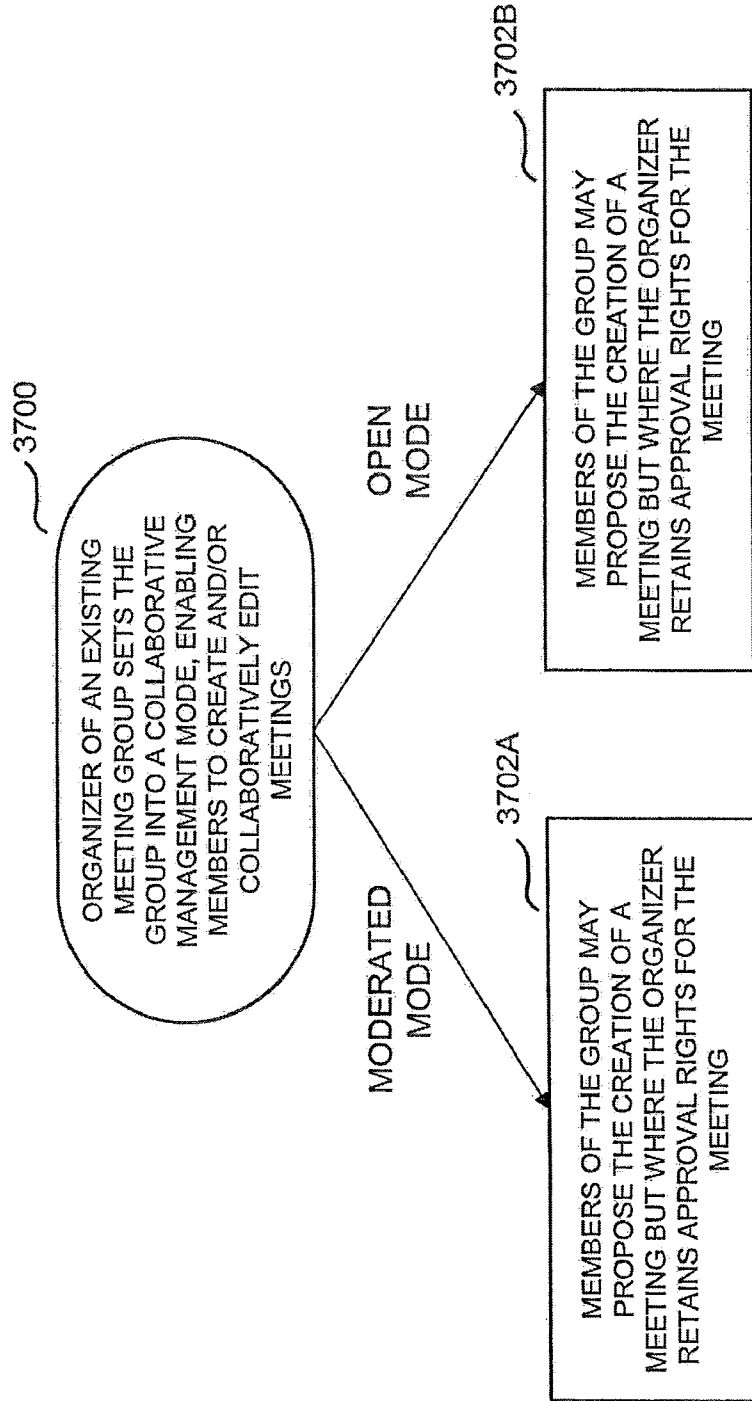 3700
ORGANIZER OF AN EXISTING
MEETING GROUP SETS THE
GROUP INTO A COLLABORATIVE
MANAGEMENT MODE, ENABLING
MEMBERS TO CREATE AND/OR
COLLABORATIVELY EDIT
MEETINGS
MODERATED
MODE
OPEN
MODE
3702A
MEMBERS OF THE GROUP MAY
PROPOSE THE CREATION OF A
MEETING BUT WHERE THE ORGANIZER
RETAINS APPROVAL RIGHTS FOR THE
MEETING
3702B
MEMBERS OF THE GROUP MAY
PROPOSE THE CREATION OF A
MEETING BUT WHERE THE ORGANIZER
RETAINS APPROVAL RIGHTS FOR THE
MEETING